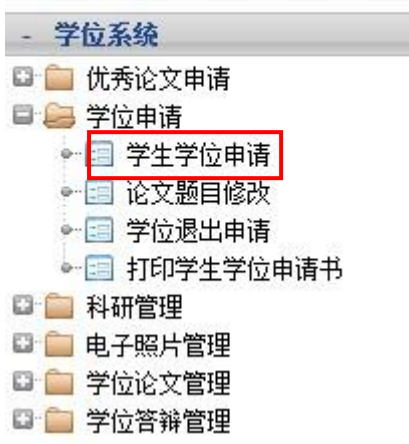 - 学位系统
优秀论文申请
学位申请
学生学位申请
论文题目修改
学位退出申请
打印学生学位申请书
科研管理
电子照片管理
学位论文管理
学位答辩管理